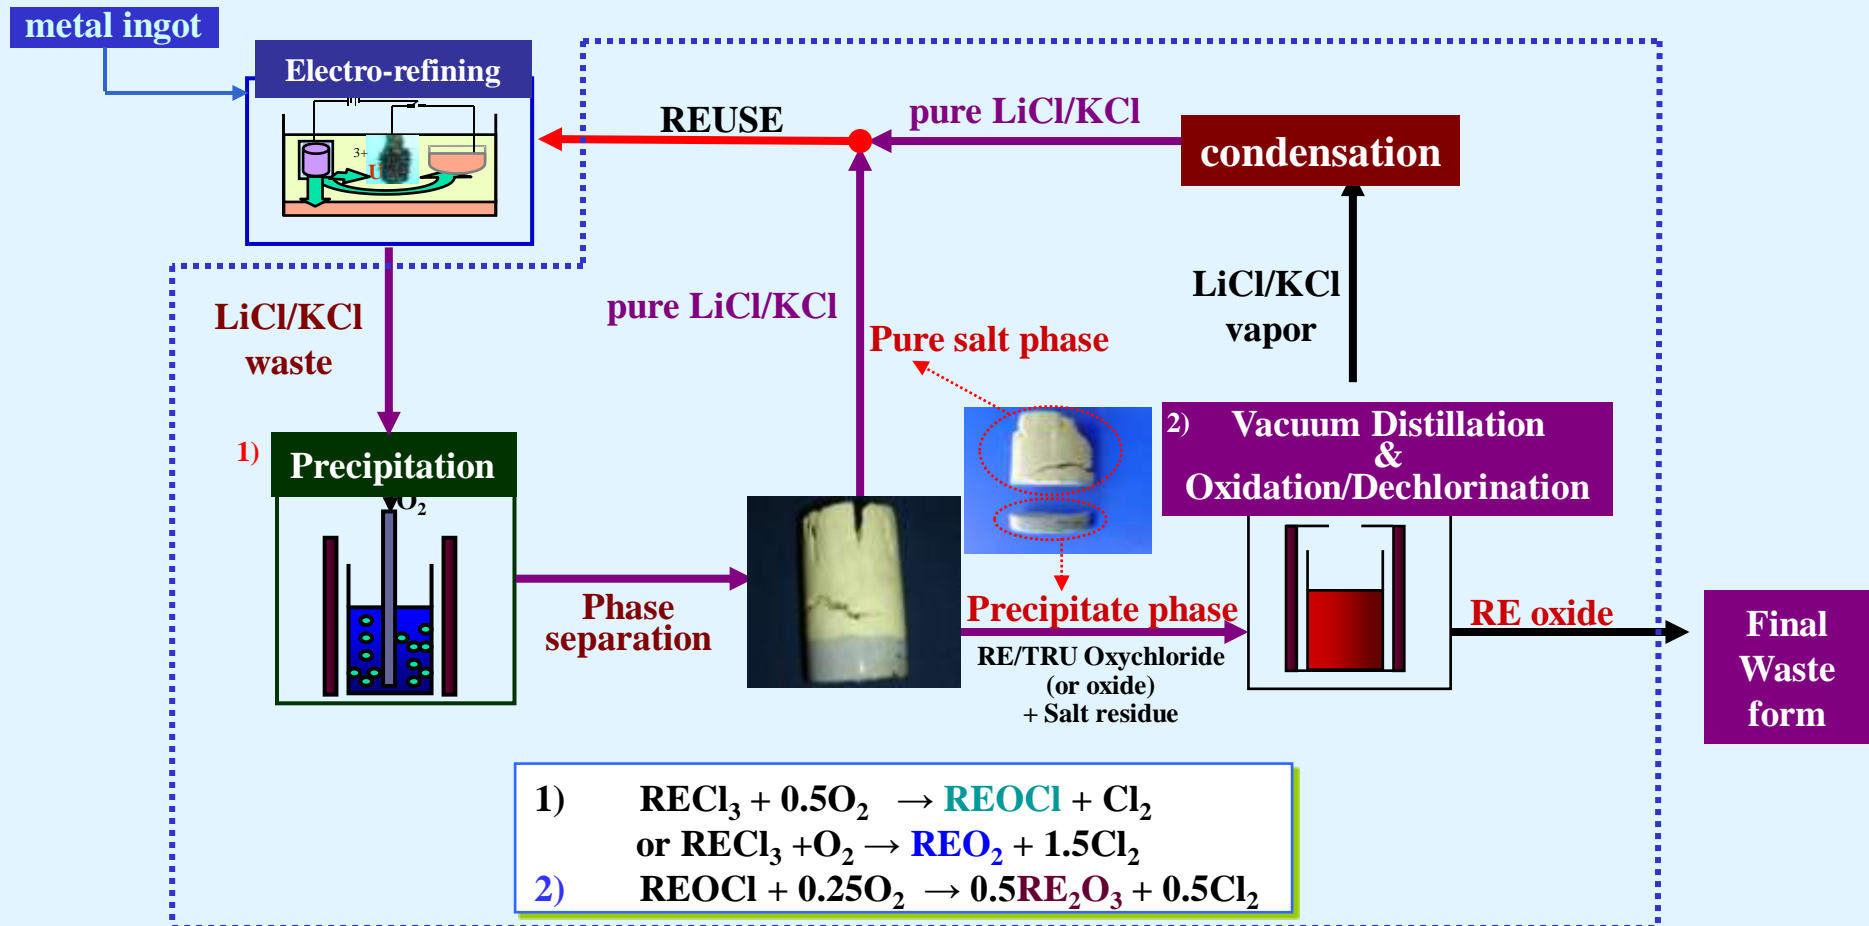 metal ingot
Electro-refining
3+
U
REUSE
pure LiCl/KCl
condensation
LiCl/KCl
waste
pure LiCl/KCl
Pure salt phase
LiCl/KCl
vapor
1)
Precipitation
O₂
Phase
separation
Precipitate phase
RE/TRU Oxychloride
(or oxide)
+ Salt residue
2) Vacuum Distillation
&
Oxidation/Dechlorination
RE oxide
Final
Waste
form
1) RECl₃ + 0.5O₂ → REOCl + Cl₂
or RECl₃ +O₂ → REO₂ + 1.5Cl₂
2) REOCl + 0.25O₂ → 0.5RE₂O₃ + 0.5Cl₂